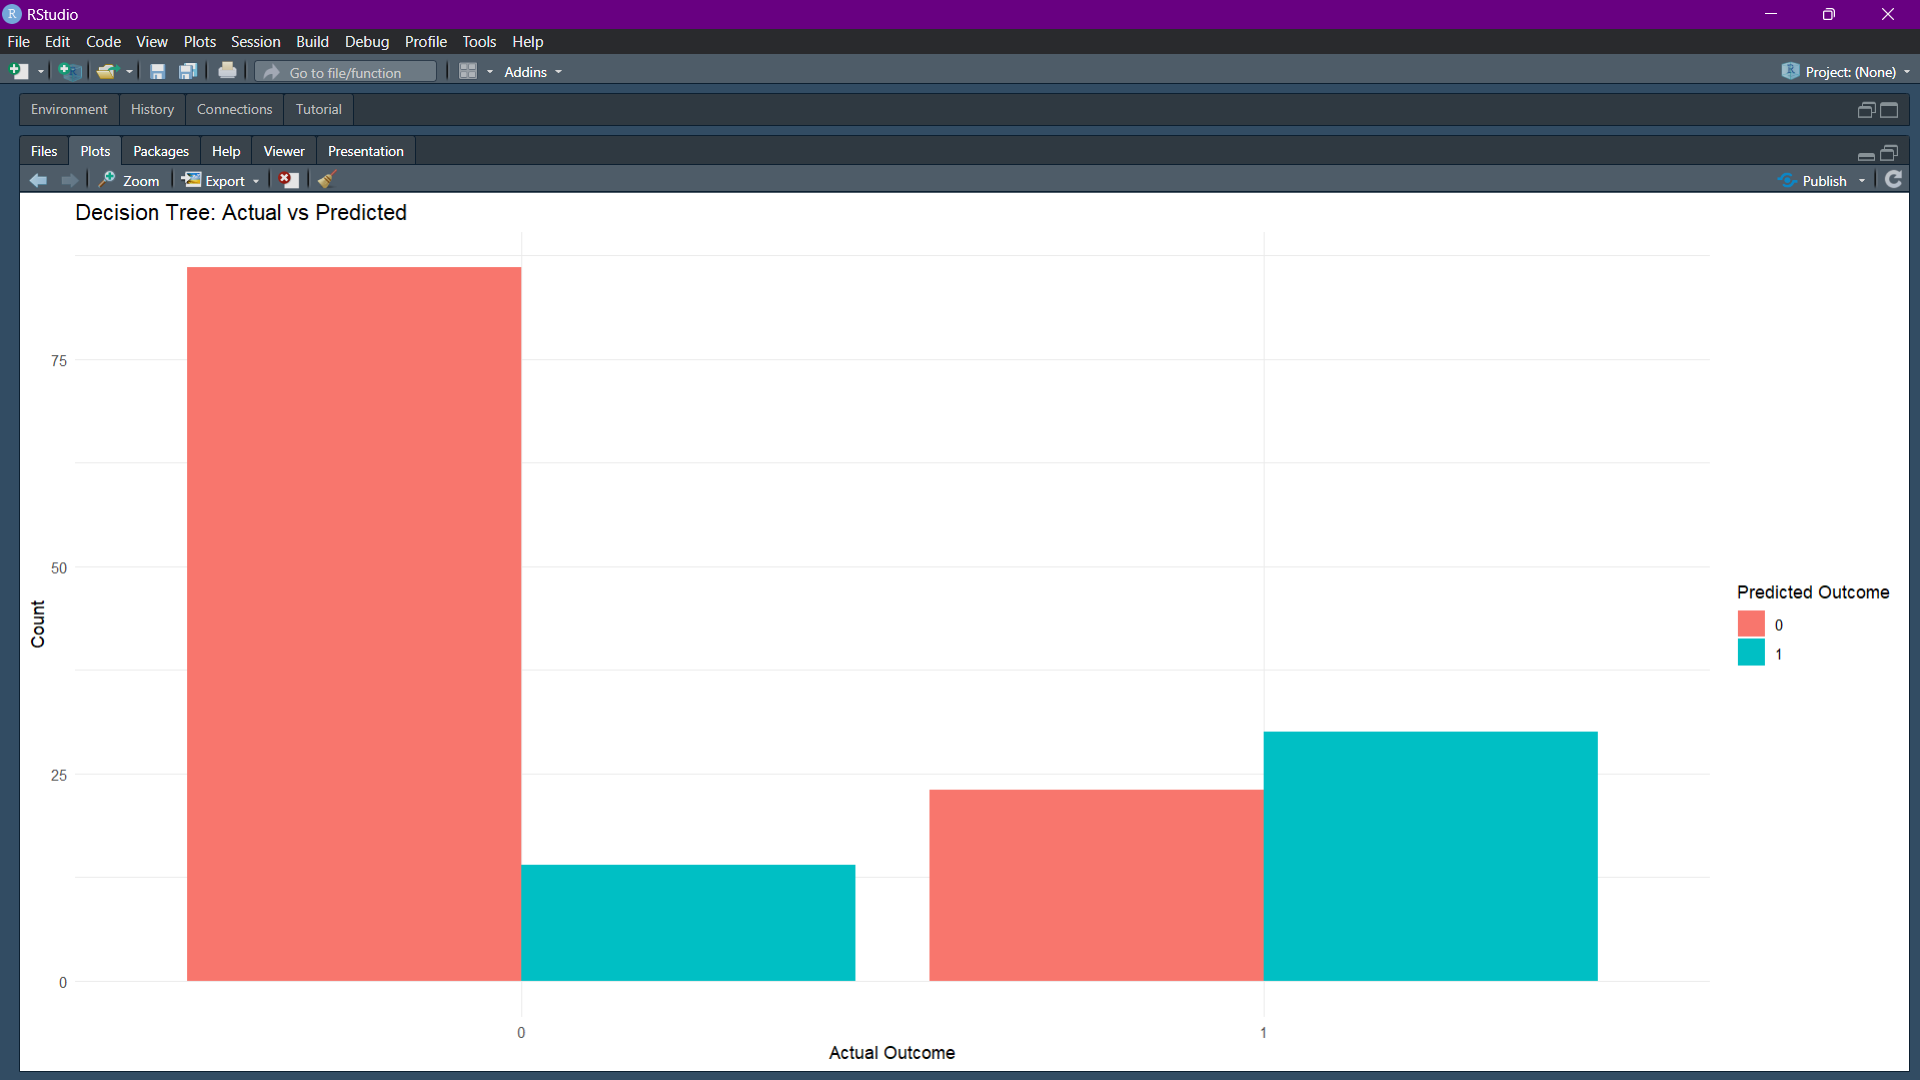 R RStudio
File Edit Code View Plots Session Build Debug Profile Tools Help
Go to file/function Addins Project: (None)
Environment History Connections Tutorial
Files Plots Packages Help Viewer Presentation
Zoom Export Publish
Decision Tree: Actual vs Predicted
75
50
25
0
Count
0 1
Actual Outcome
Predicted Outcome
0
1